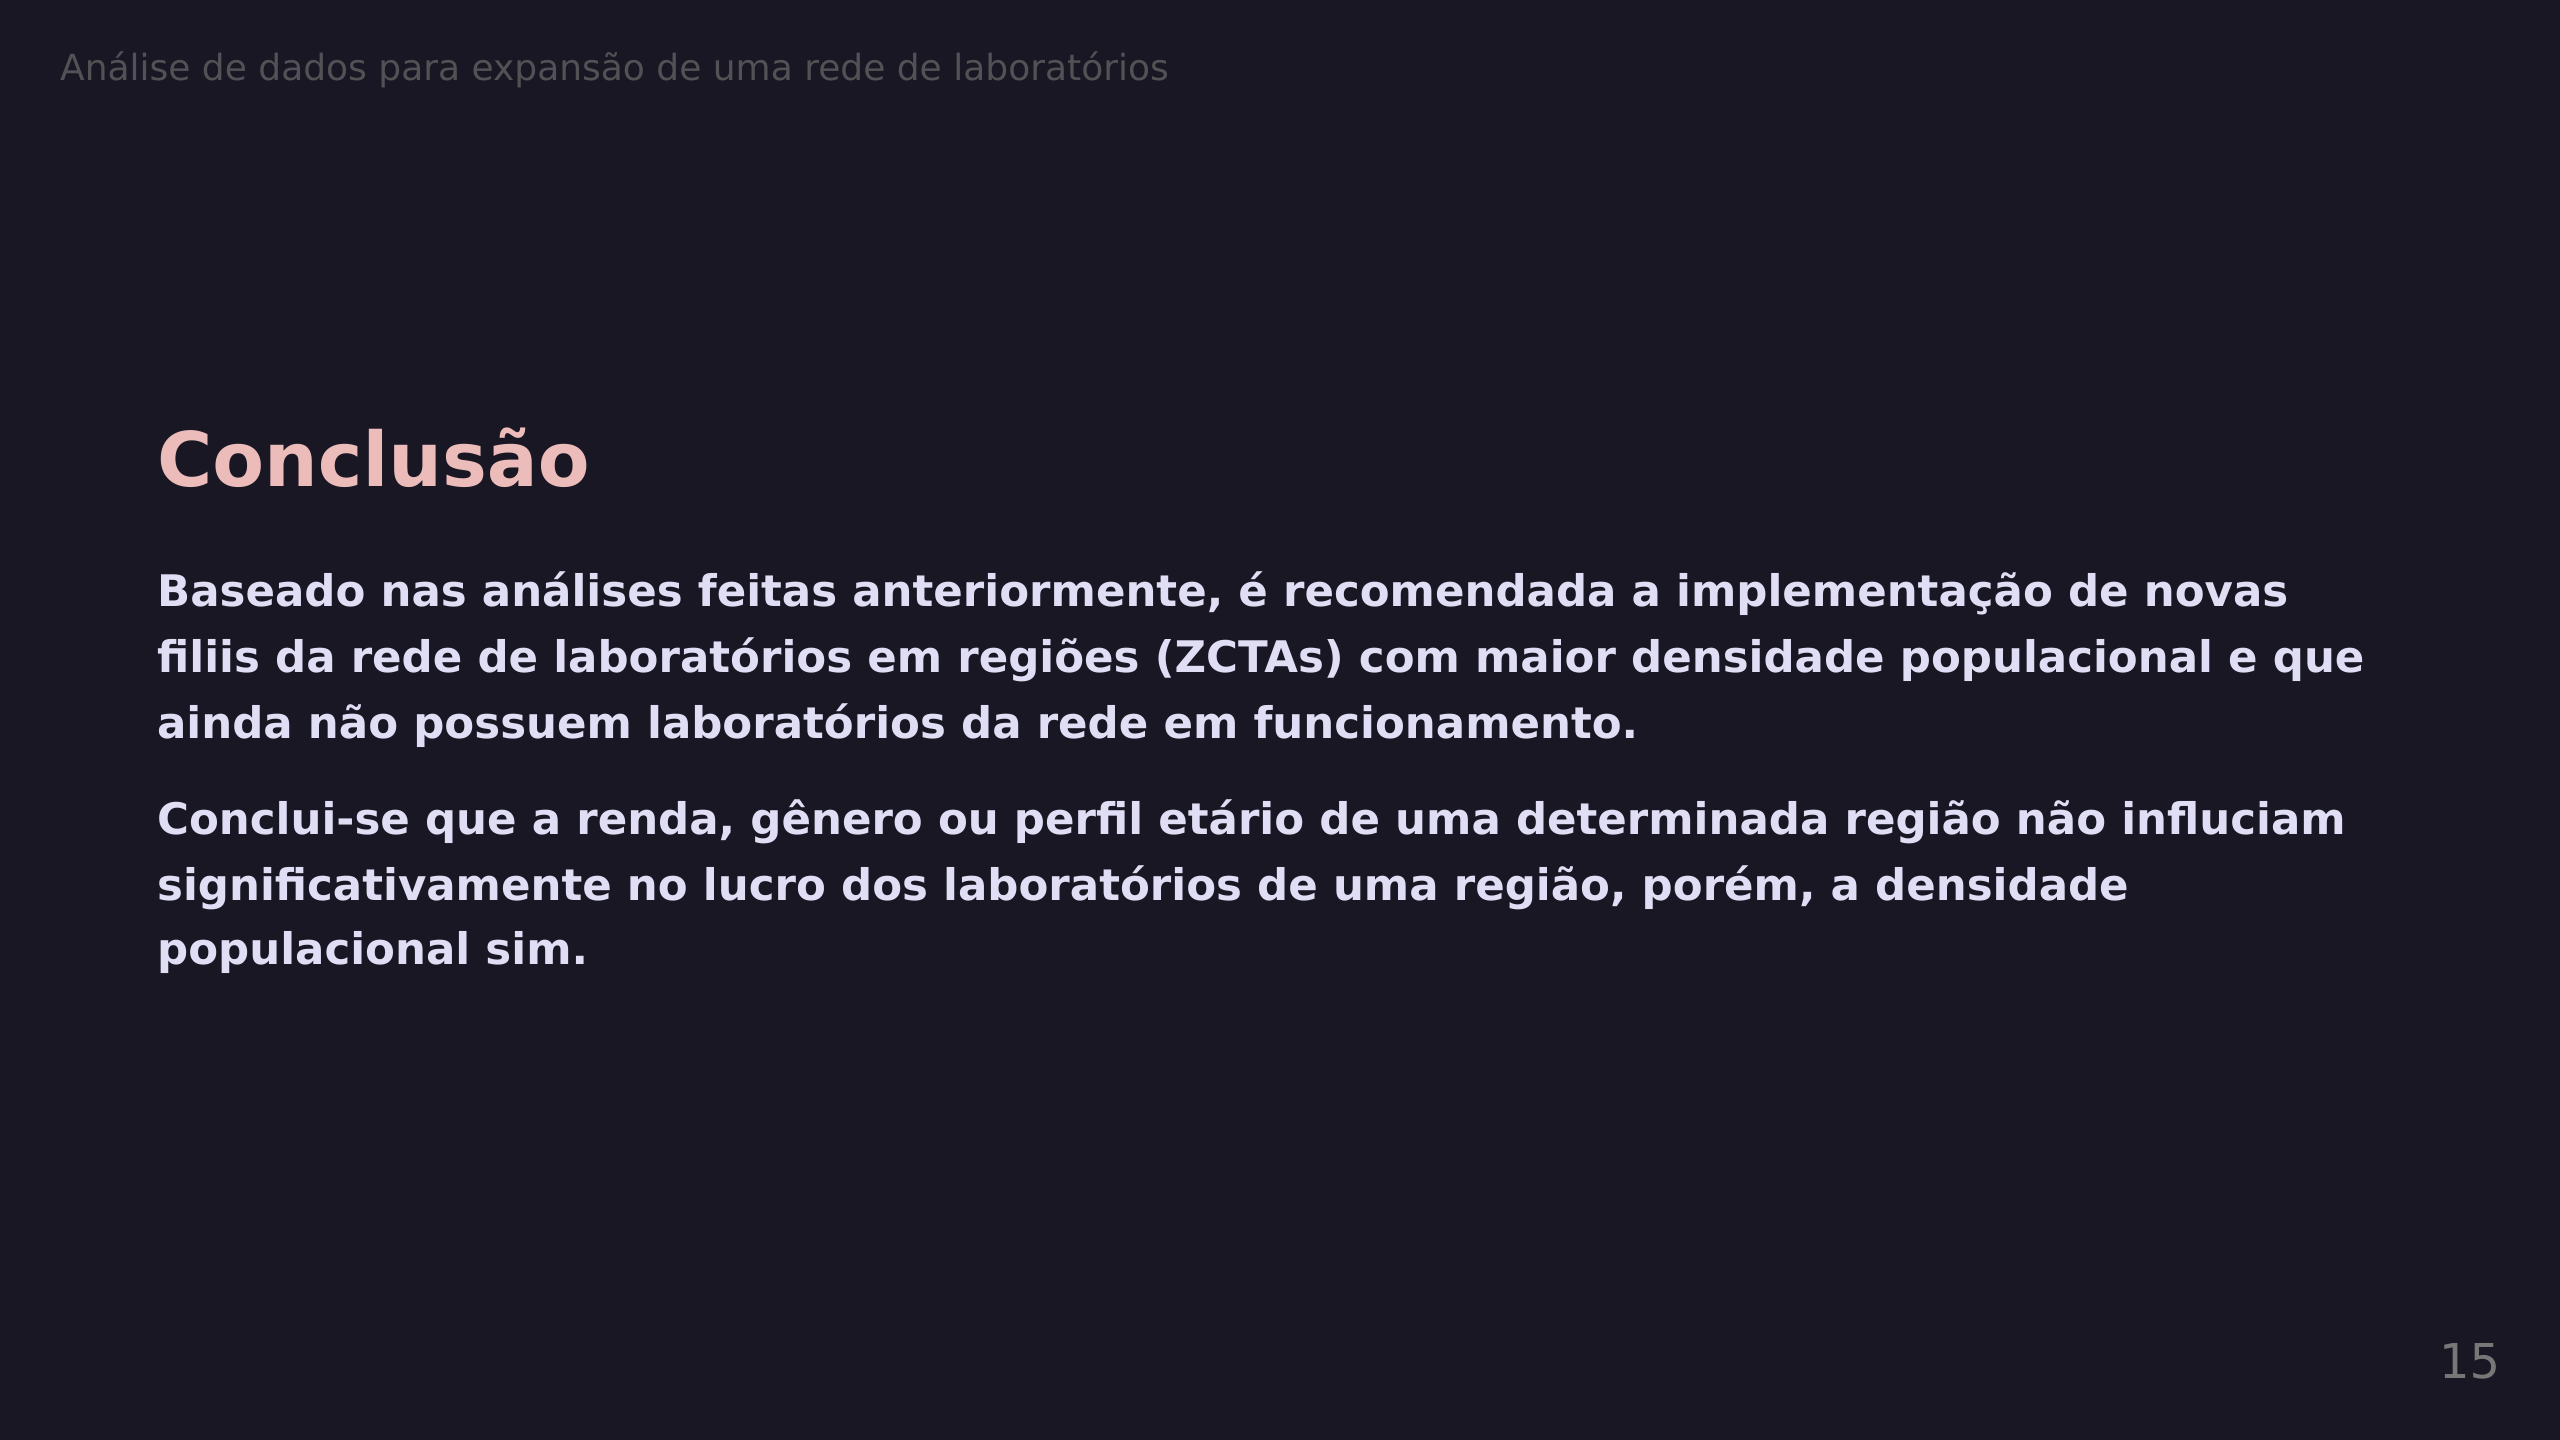 Análise de dados para expansão de uma rede de laboratórios
Conclusão
Baseado nas análises feitas anteriormente, é recomendada a implementação de novas
filiis da rede de laboratórios em regiões (ZCTAs) com maior densidade populacional e que
ainda não possuem laboratórios da rede em funcionamento.
Conclui-se que a renda, gênero ou perfil etário de uma determinada região não influciam
significativamente no lucro dos laboratórios de uma região, porém, a densidade
populacional sim.
15